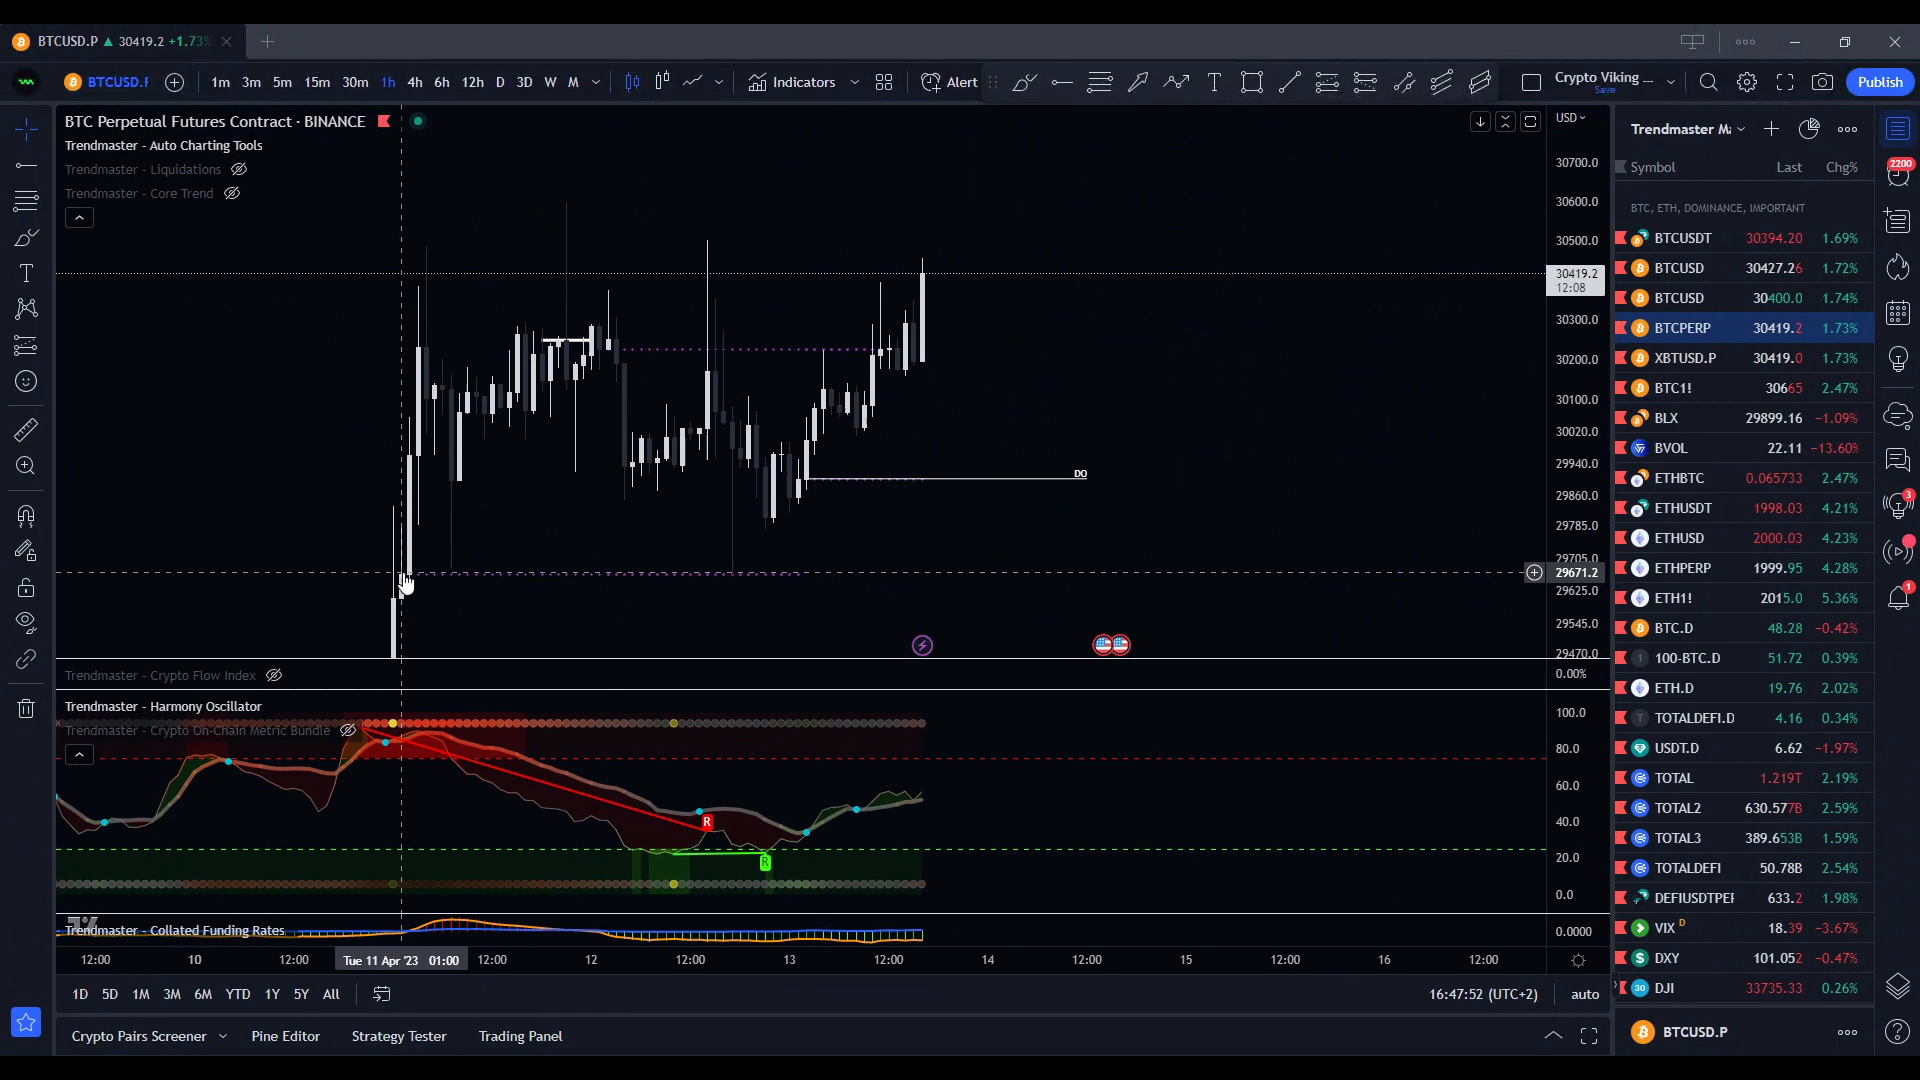 BTCUSD.P ▲ 30419.2 +1.73%
BTCUSD.P 1m 3m 5m 15m 30m 1h 4h 6h 12h D 3D W M Indicators Alert Crypto Viking ... Publish
Save
BTC Perpetual Futures Contract · BINANCE
Trendmaster - Auto Charting Tools
Trendmaster - Liquidations
Trendmaster - Core Trend
USD
30700.0
30600.0
30500.0
30419.2
12:08
30300.0
30200.0
30100.0
30020.0
29940.0
29860.0
29785.0
29705.0
29671.2
29625.0
29545.0
29470.0
DO
Trendmaster - Crypto Flow Index
0.00%
Trendmaster - Harmony Oscillator
Trendmaster - Crypto On-Chain Metric Bundle
100.0
80.0
60.0
40.0
20.0
0.0
R
R
Trendmaster - Collated Funding Rates
0.0000
12:00 10 12:00 Tue 11 Apr '23 01:00 12:00 12 12:00 13 12:00 14 12:00 15 12:00 16 12:00
1D 5D 1M 3M 6M YTD 1Y 5Y All 16:47:52 (UTC+2) auto
Crypto Pairs Screener Pine Editor Strategy Tester Trading Panel
Trendmaster Ma
Symbol Last Chg%
BTC, ETH, DOMINANCE, IMPORTANT
BTCUSDT 30394.20 1.69%
BTCUSD 30427.26 1.72%
BTCUSD 30400.0 1.74%
BTCPERP 30419.2 1.73%
XBTUSD.P 30419.0 1.73%
BTC1! 30665 2.47%
BLX 29899.16 −1.09%
BVOL 22.11 −13.60%
ETHBTC 0.065733 2.47%
ETHUSDT 1998.03 4.21%
ETHUSD 2000.03 4.23%
ETHPERP 1999.95 4.28%
ETH1! 2015.0 5.36%
BTC.D 48.28 −0.42%
100-BTC.D 51.72 0.39%
ETH.D 19.76 2.02%
TOTALDEFI.D 4.16 0.34%
USDT.D 6.62 −1.97%
TOTAL 1.219T 2.19%
TOTAL2 630.577B 2.59%
TOTAL3 389.653B 1.59%
TOTALDEFI 50.78B 2.54%
DEFIUSDTPEF 633.2 1.98%
VIX D 18.39 −3.67%
DXY 101.052 −0.47%
30 DJI 33735.33 0.26%
BTCUSD.P
2200
3
1